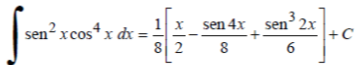 ∫ sen² x cos⁴ x dx = 1/8 [ x/2 − sen 4x/8 + sen³ 2x/6 ] + C